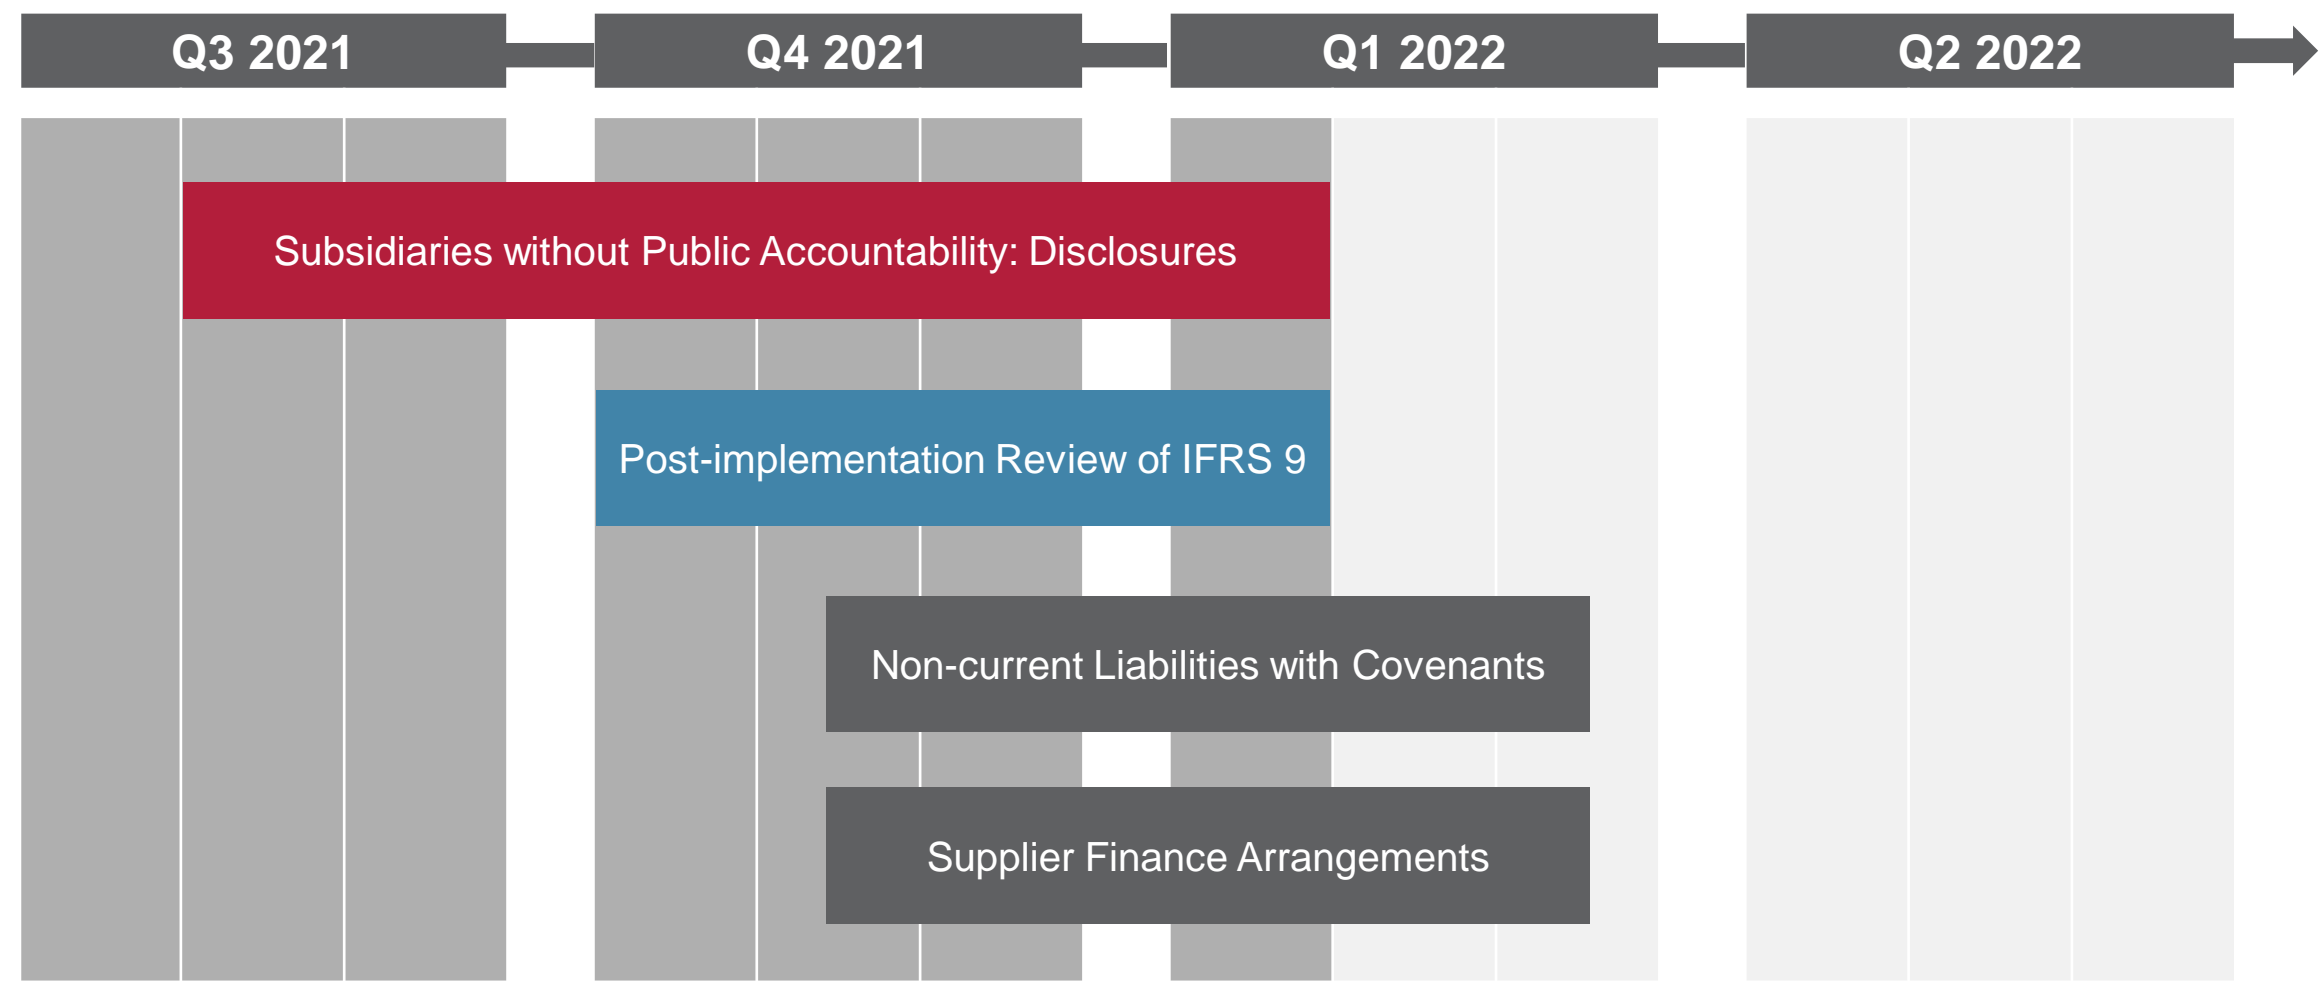 Q3 2021
Q4 2021
Q1 2022
Q2 2022
Subsidiaries without Public Accountability: Disclosures
Post-implementation Review of IFRS 9
Non-current Liabilities with Covenants
Supplier Finance Arrangements